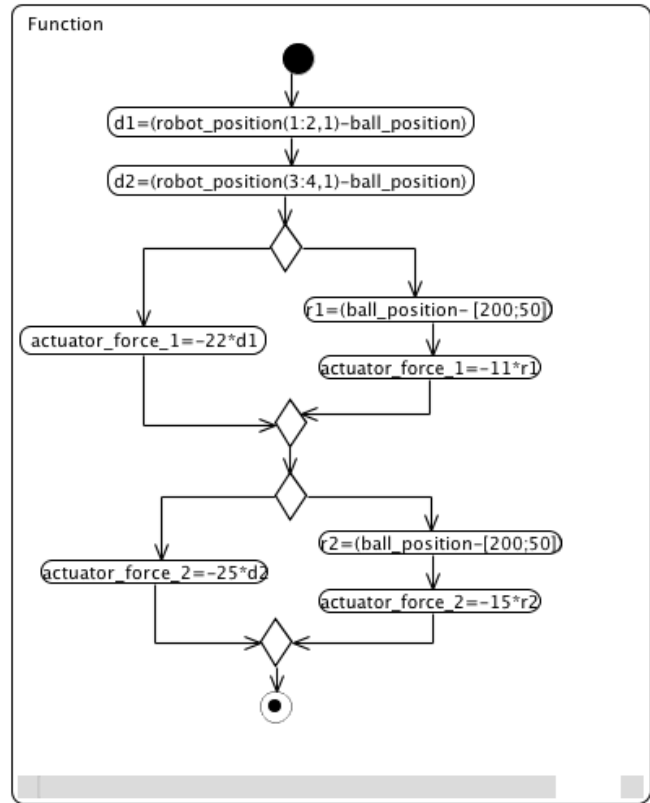 Function
d1=(robot_position(1:2,1)-ball_position)
d2=(robot_position(3:4,1)-ball_position)
r1=(ball_position- [200;50])
actuator_force_1=-22*d1
actuator_force_1=-11*r1
r2=(ball_position-[200;50])
actuator_force_2=-25*d2
actuator_force_2=-15*r2